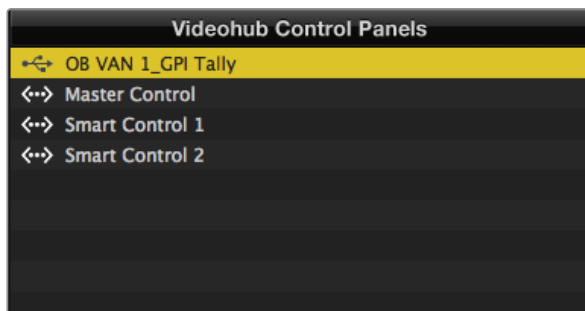 Videohub Control Panels
OB VAN 1_GPI Tally
Master Control
Smart Control 1
Smart Control 2